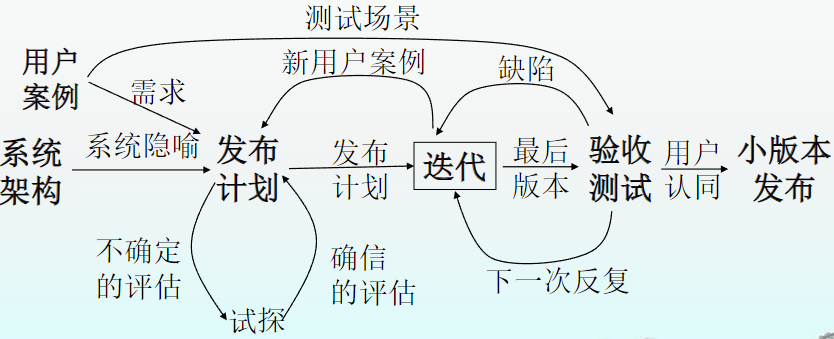 测试场景
用户
案例
新用户案例
缺陷
需求
系统
架构
系统隐喻
发布
计划
发布
计划
迭代
最后
版本
验收
测试
用户
认同
小版本
发布
不确定
的评估
确信
的评估
下一次反复
试探